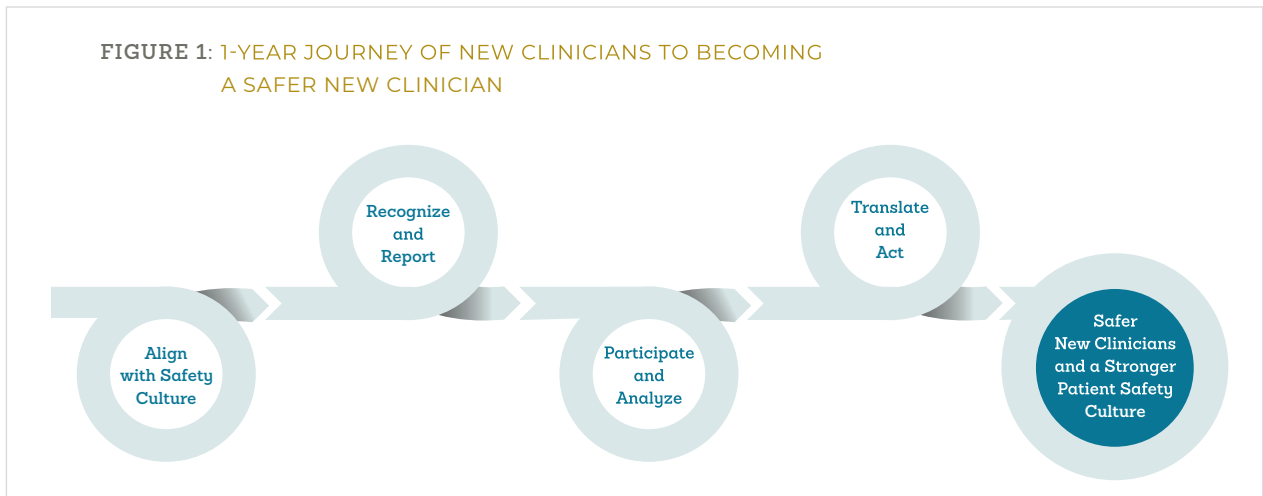 FIGURE 1: 1-YEAR JOURNEY OF NEW CLINICIANS TO BECOMING
A SAFER NEW CLINICIAN
Align
with Safety
Culture
Recognize
and
Report
Participate
and
Analyze
Translate
and
Act
Safer
New Clinicians
and a Stronger
Patient Safety
Culture